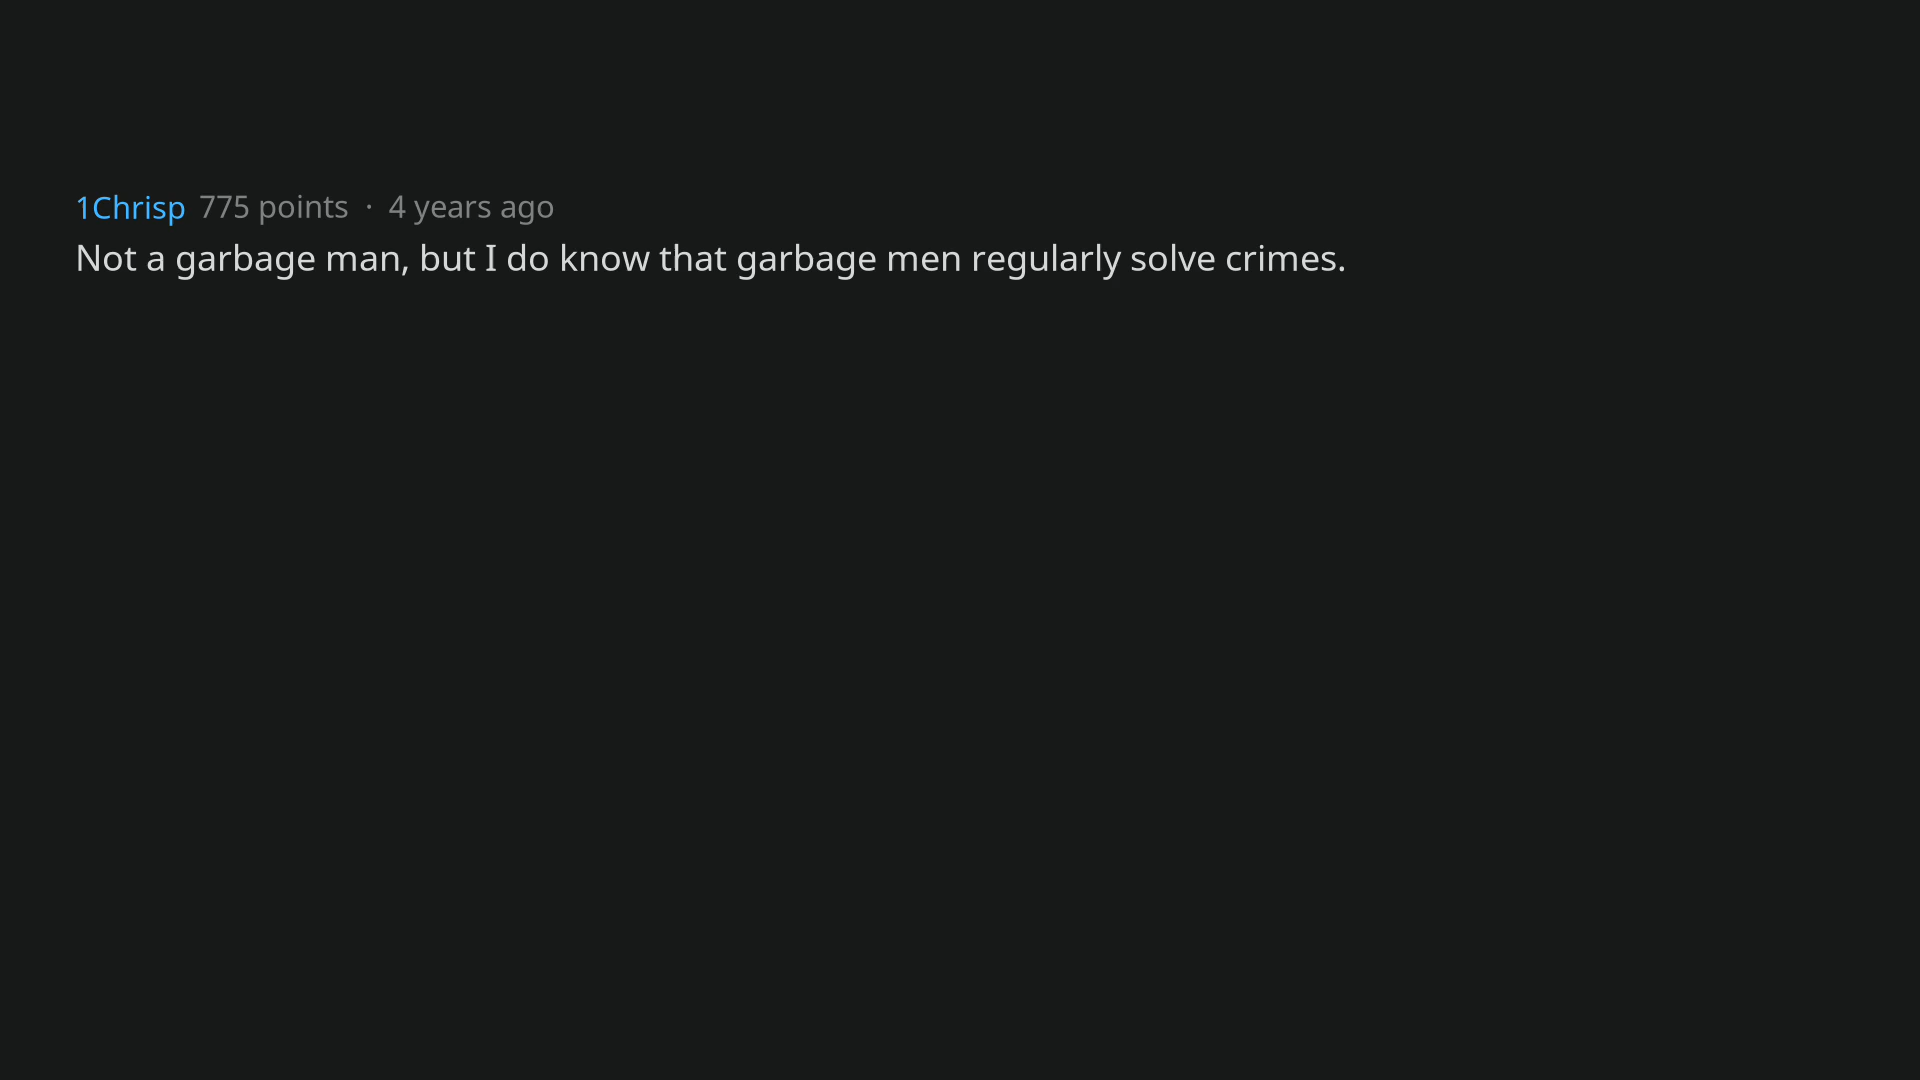 1Chrisp 775 points · 4 years ago
Not a garbage man, but I do know that garbage men regularly solve crimes.